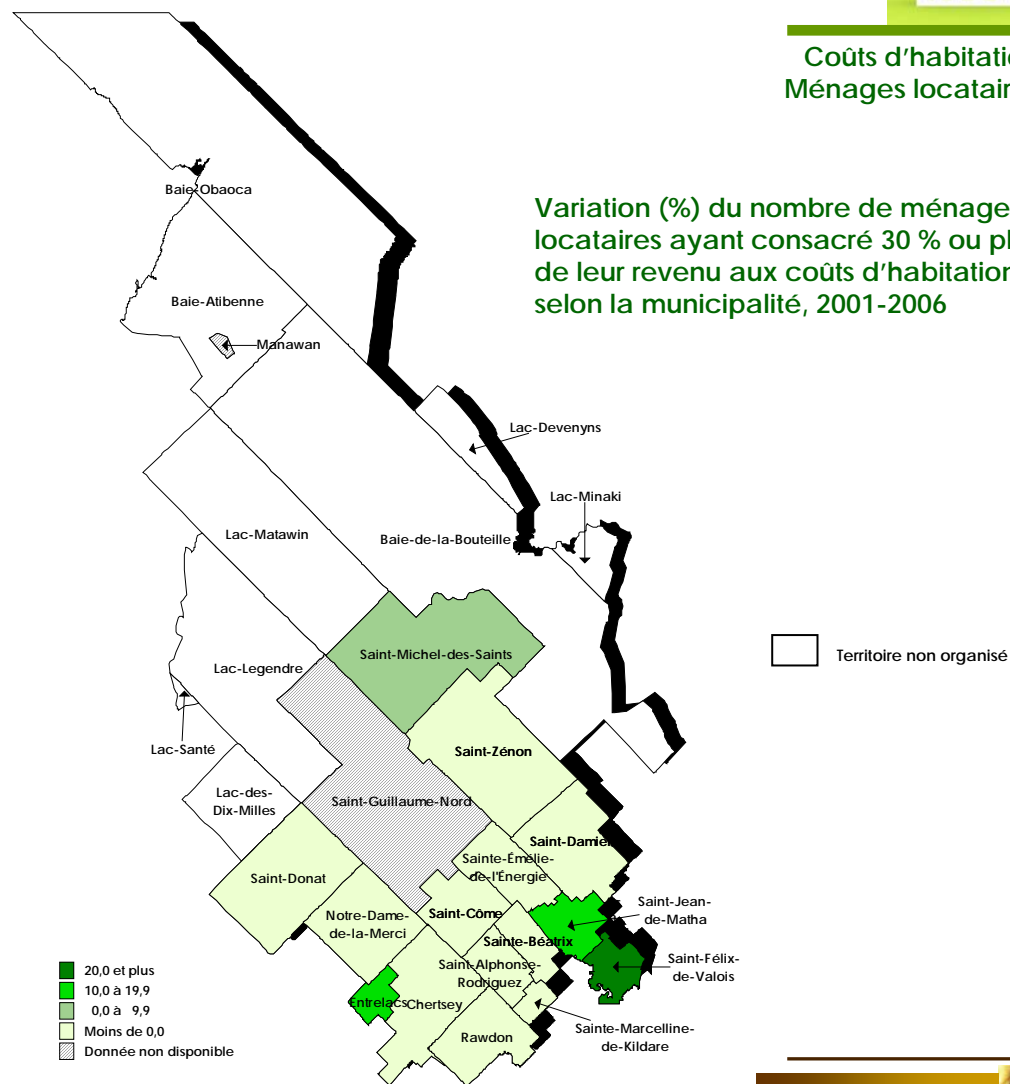 Coûts d'habitati
Ménages locatair
Variation (%) du nombre de ménage
locataires ayant consacré 30 % ou pl
de leur revenu aux coûts d'habitation
selon la municipalité, 2001-2006
Baie-Obaoca
Baie-Atibenne
Manawan
Lac-Devenyns
Lac-Minaki
Lac-Matawin
Baie-de-la-Bouteille
Saint-Michel-des-Saints
Territoire non organisé
Lac-Legendre
Lac-Santé
Saint-Zénon
Lac-des-
Dix-Milles
Saint-Guillaume-Nord
Saint-Damien
Sainte-Émélie-
de-l'Énergie
Saint-Donat
Notre-Dame-
de-la-Merci
Saint-Côme
Saint-Jean-
de-Matha
Sainte-Béatrix
Saint-Félix-
de-Valois
Saint-Alphonse-
Rodriguez
Entrelacs
Chertsey
Sainte-Marcelline-
de-Kildare
Rawdon
20,0 et plus
10,0 à 19,9
0,0 à 9,9
Moins de 0,0
Donnée non disponible